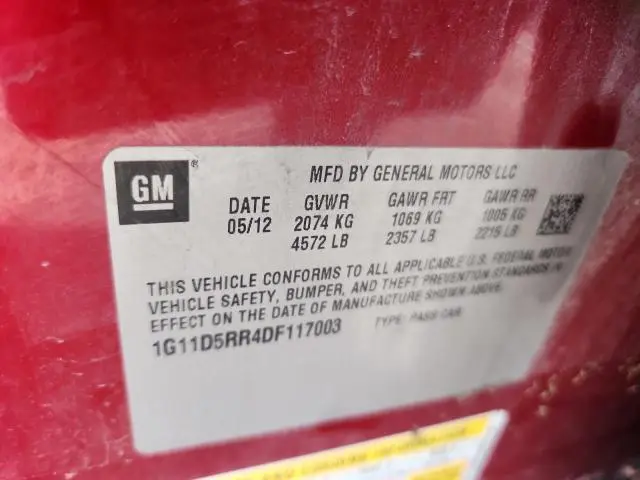 GM ®
MFD BY GENERAL MOTORS LLC
DATE GVWR GAWR FRT GAWR RR
05/12 2074 KG 1069 KG 1005 KG
4572 LB 2357 LB 2215 LB
THIS VEHICLE CONFORMS TO ALL APPLICABLE U.S. FEDERAL MOTOR
VEHICLE SAFETY, BUMPER, AND THEFT PREVENTION STANDARDS IN
EFFECT ON THE DATE OF MANUFACTURE SHOWN ABOVE.
1G11D5RR4DF117003 TYPE: PASS CAR